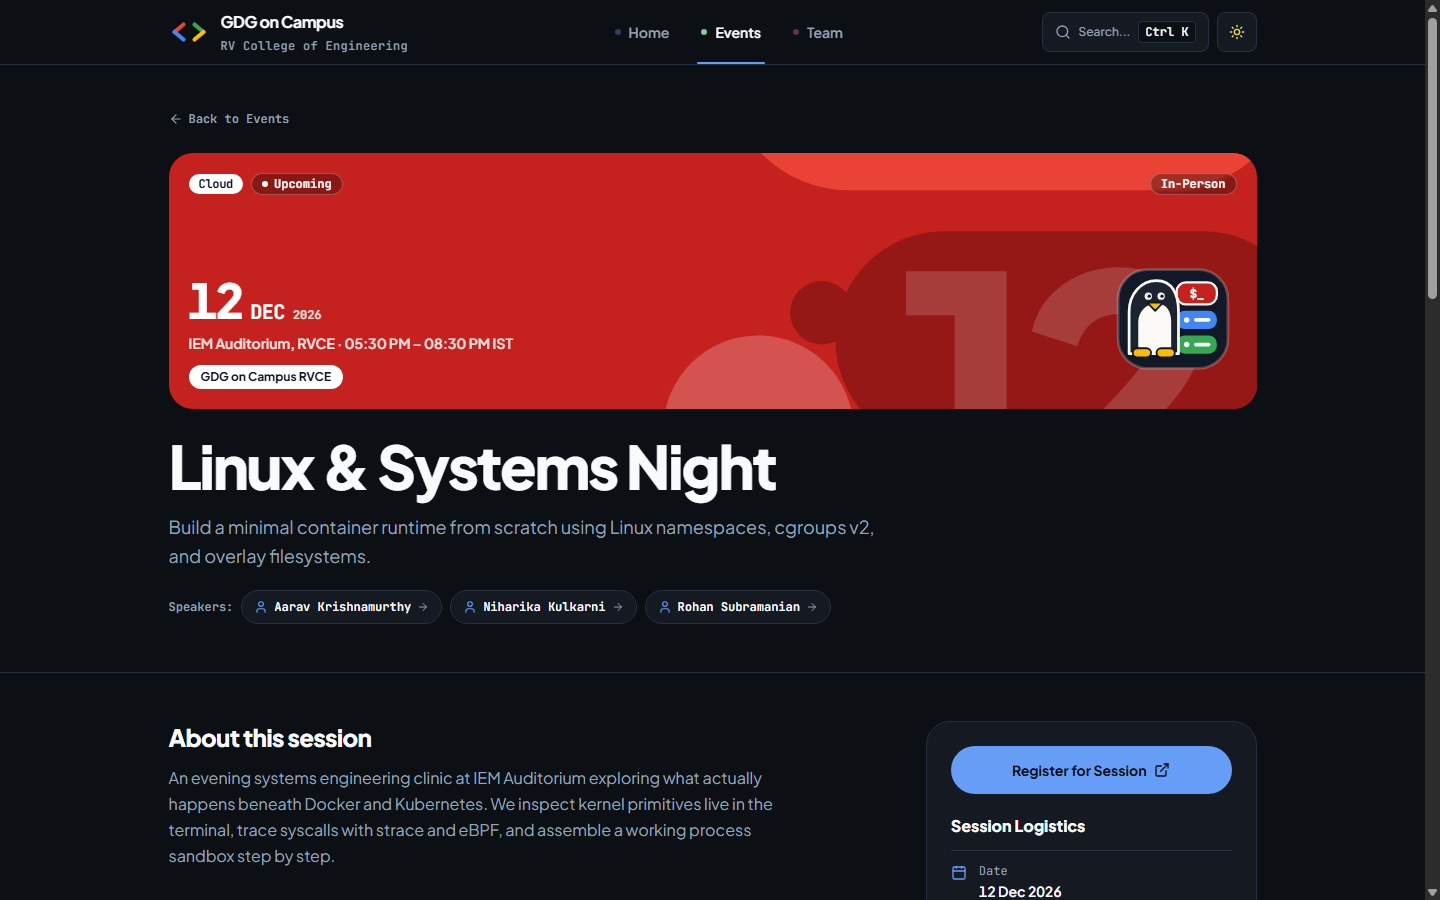 GDG on Campus
RV College of Engineering
Home
Events
Team
Search...
Ctrl K
Back to Events
Cloud
Upcoming
In-Person
12 DEC 2026
12
$_
IEM Auditorium, RVCE · 05:30 PM – 08:30 PM IST
GDG on Campus RVCE
Linux & Systems Night
Build a minimal container runtime from scratch using Linux namespaces, cgroups v2,
and overlay filesystems.
Speakers:
Aarav Krishnamurthy
Niharika Kulkarni
Rohan Subramanian
About this session
An evening systems engineering clinic at IEM Auditorium exploring what actually
happens beneath Docker and Kubernetes. We inspect kernel primitives live in the
terminal, trace syscalls with strace and eBPF, and assemble a working process
sandbox step by step.
Register for Session
Session Logistics
Date
12 Dec 2026